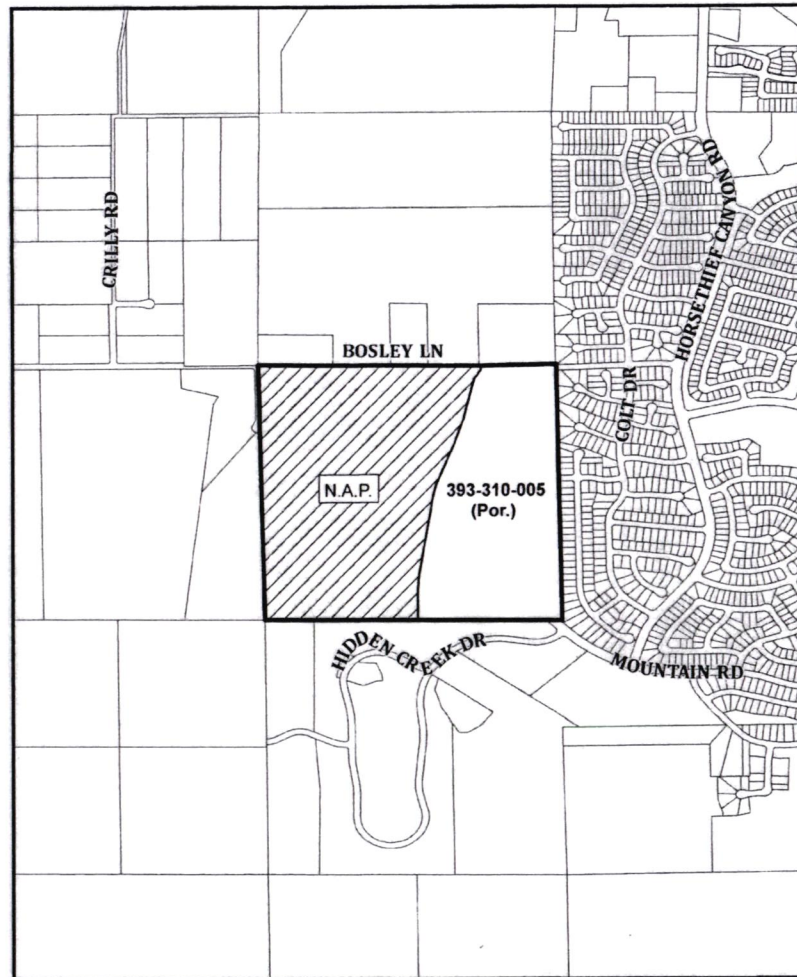 CRILLY RD
HORSETHIEF CANYON RD
BOSLEY LN
COLT DR
N.A.P.
393-310-005
(Por.)
HIDDEN CREEK DR
MOUNTAIN RD